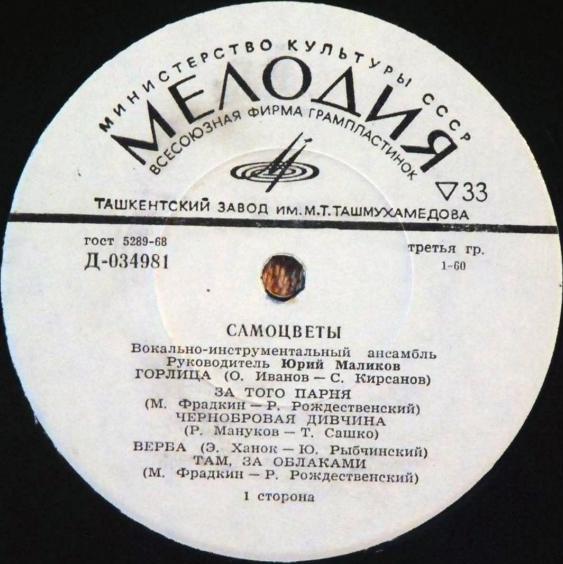 МИНИСТЕРСТВО КУЛЬТУРЫ СССР
МЕЛОДИЯ
ВСЕСОЮЗНАЯ ФИРМА ГРАМПЛАСТИНОК
33
ТАШКЕНТСКИЙ ЗАВОД ИМ. М.Т. ТАШМУХАМЕДОВА
гост 5289-68
третья гр.
Д-034981
1-60
САМОЦВЕТЫ
Вокально-инструментальный ансамбль
Руководитель Юрий Маликов
ГОРЛИЦА (О. Иванов — С. Кирсанов)
ЗА ТОГО ПАРНЯ
(М. Фрадкин — Р. Рождественский)
ЧЕРНОБРОВАЯ ДИВЧИНА
(Р. Мануков — Т. Сашко)
ВЕРБА (Э. Ханок — Ю. Рыбчинский)
ТАМ, ЗА ОБЛАКАМИ
(М. Фрадкин — Р. Рождественский)
1 сторона